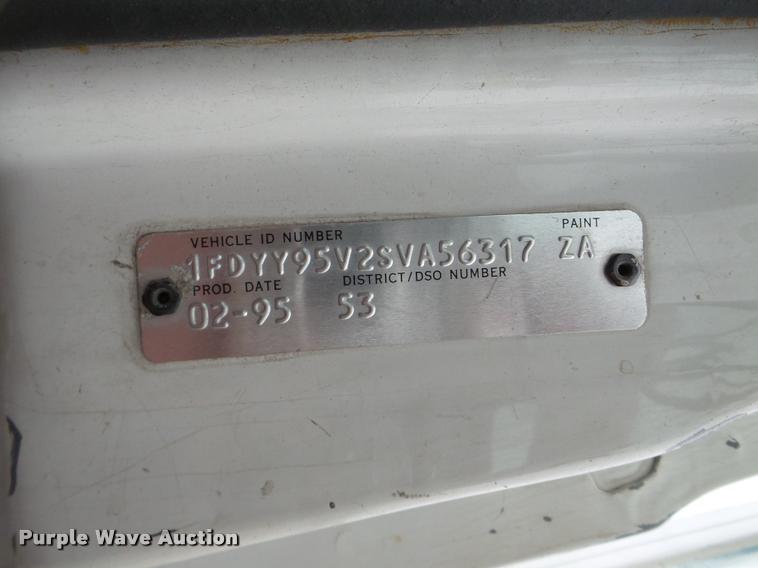 VEHICLE ID NUMBER PAINT
1FDYY95V2SVA56317 ZA
PROD. DATE DISTRICT/DSO NUMBER
02-95 53
Purple Wave Auction®